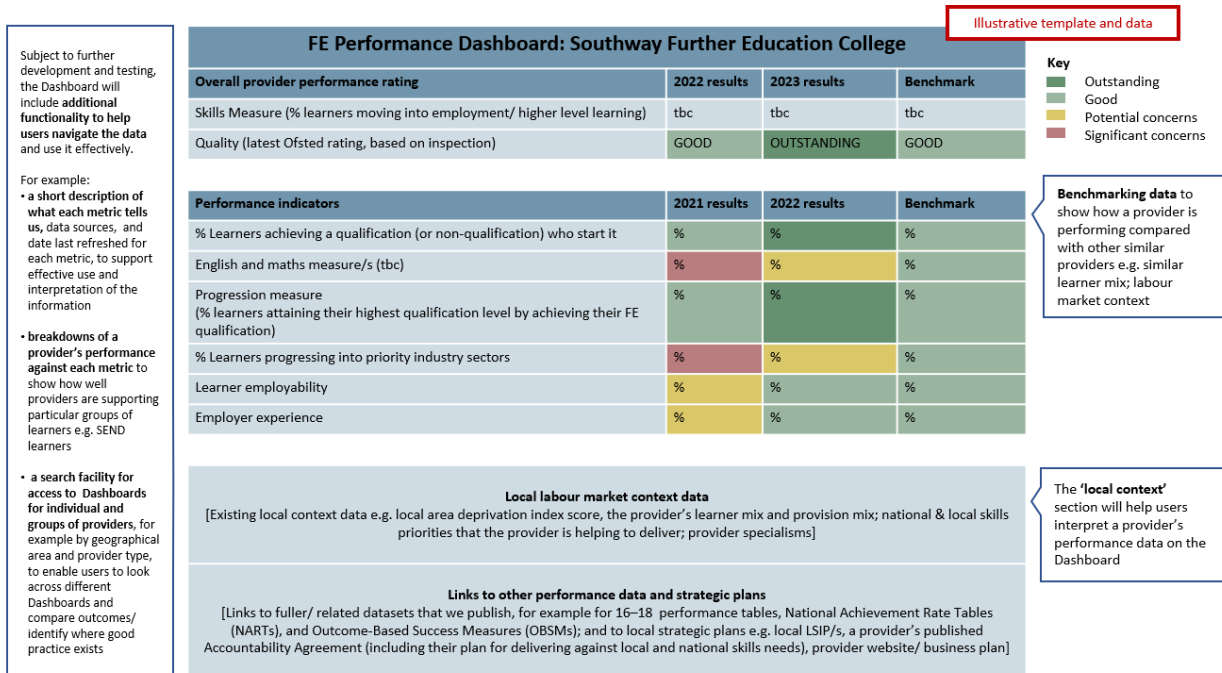 Illustrative template and data
Subject to further
development and testing,
the Dashboard will
include additional
functionality to help
users navigate the data
and use it effectively.
For example:
• a short description of
what each metric tells
us, data sources, and
date last refreshed for
each metric, to support
effective use and
interpretation of the
information
• breakdowns of a
provider's performance
against each metric to
show how well
providers are supporting
particular groups of
learners e.g. SEND
learners
• a search facility for
access to Dashboards
for individual and
groups of providers, for
example by geographical
area and provider type,
to enable users to look
across different
Dashboards and
compare outcomes/
identify where good
practice exists
FE Performance Dashboard: Southway Further Education College
Overall provider performance rating 2022 results 2023 results Benchmark
Skills Measure (% learners moving into employment/ higher level learning) tbc tbc tbc
Quality (latest Ofsted rating, based on inspection) GOOD OUTSTANDING GOOD
Performance indicators 2021 results 2022 results Benchmark
% Learners achieving a qualification (or non-qualification) who start it % % %
English and maths measure/s (tbc) % % %
Progression measure % % %
(% learners attaining their highest qualification level by achieving their FE
qualification)
% Learners progressing into priority industry sectors % % %
Learner employability % % %
Employer experience % % %
Local labour market context data
[Existing local context data e.g. local area deprivation index score, the provider's learner mix and provision mix; national & local skills
priorities that the provider is helping to deliver; provider specialisms]
Links to other performance data and strategic plans
[Links to fuller/ related datasets that we publish, for example for 16–18 performance tables, National Achievement Rate Tables
(NARTs), and Outcome-Based Success Measures (OBSMs); and to local strategic plans e.g. local LSIP/s, a provider's published
Accountability Agreement (including their plan for delivering against local and national skills needs), provider website/ business plan]
Key
Outstanding
Good
Potential concerns
Significant concerns
Benchmarking data to
show how a provider is
performing compared
with other similar
providers e.g. similar
learner mix; labour
market context
The 'local context'
section will help users
interpret a provider's
performance data on the
Dashboard